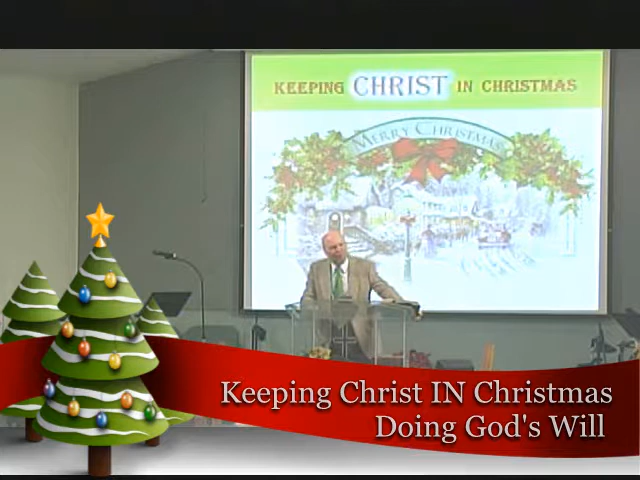 KEEPING CHRIST IN CHRISTMAS
MERRY CHRISTMAS
Keeping Christ IN Christmas
Doing God's Will